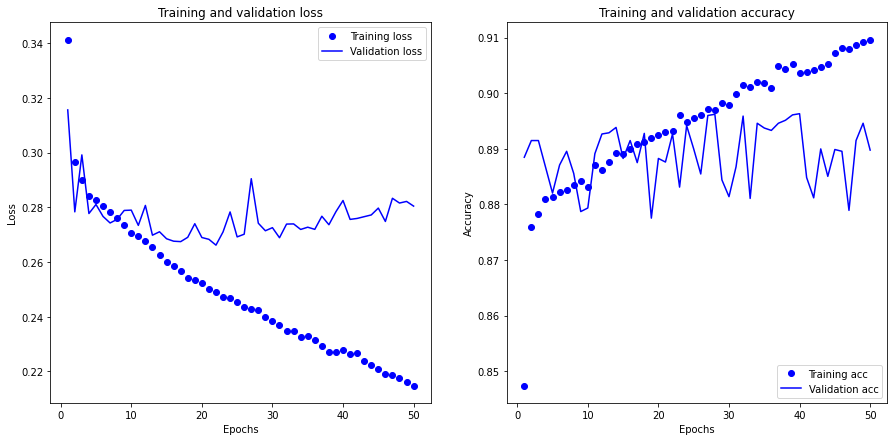 Training and validation loss
Training loss
Validation loss
0.34
0.32
0.30
0.28
0.26
0.24
0.22
Loss
0
10
20
30
40
50
Epochs
Training and validation accuracy
0.91
0.90
0.89
0.88
0.87
0.86
0.85
Accuracy
Training acc
Validation acc
0
10
20
30
40
50
Epochs